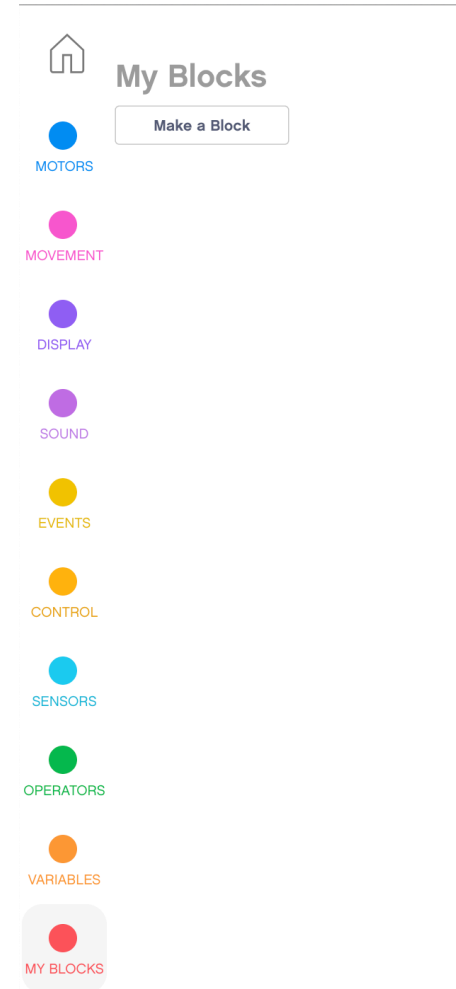 My Blocks
Make a Block
MOTORS
MOVEMENT
DISPLAY
SOUND
EVENTS
CONTROL
SENSORS
OPERATORS
VARIABLES
MY BLOCKS